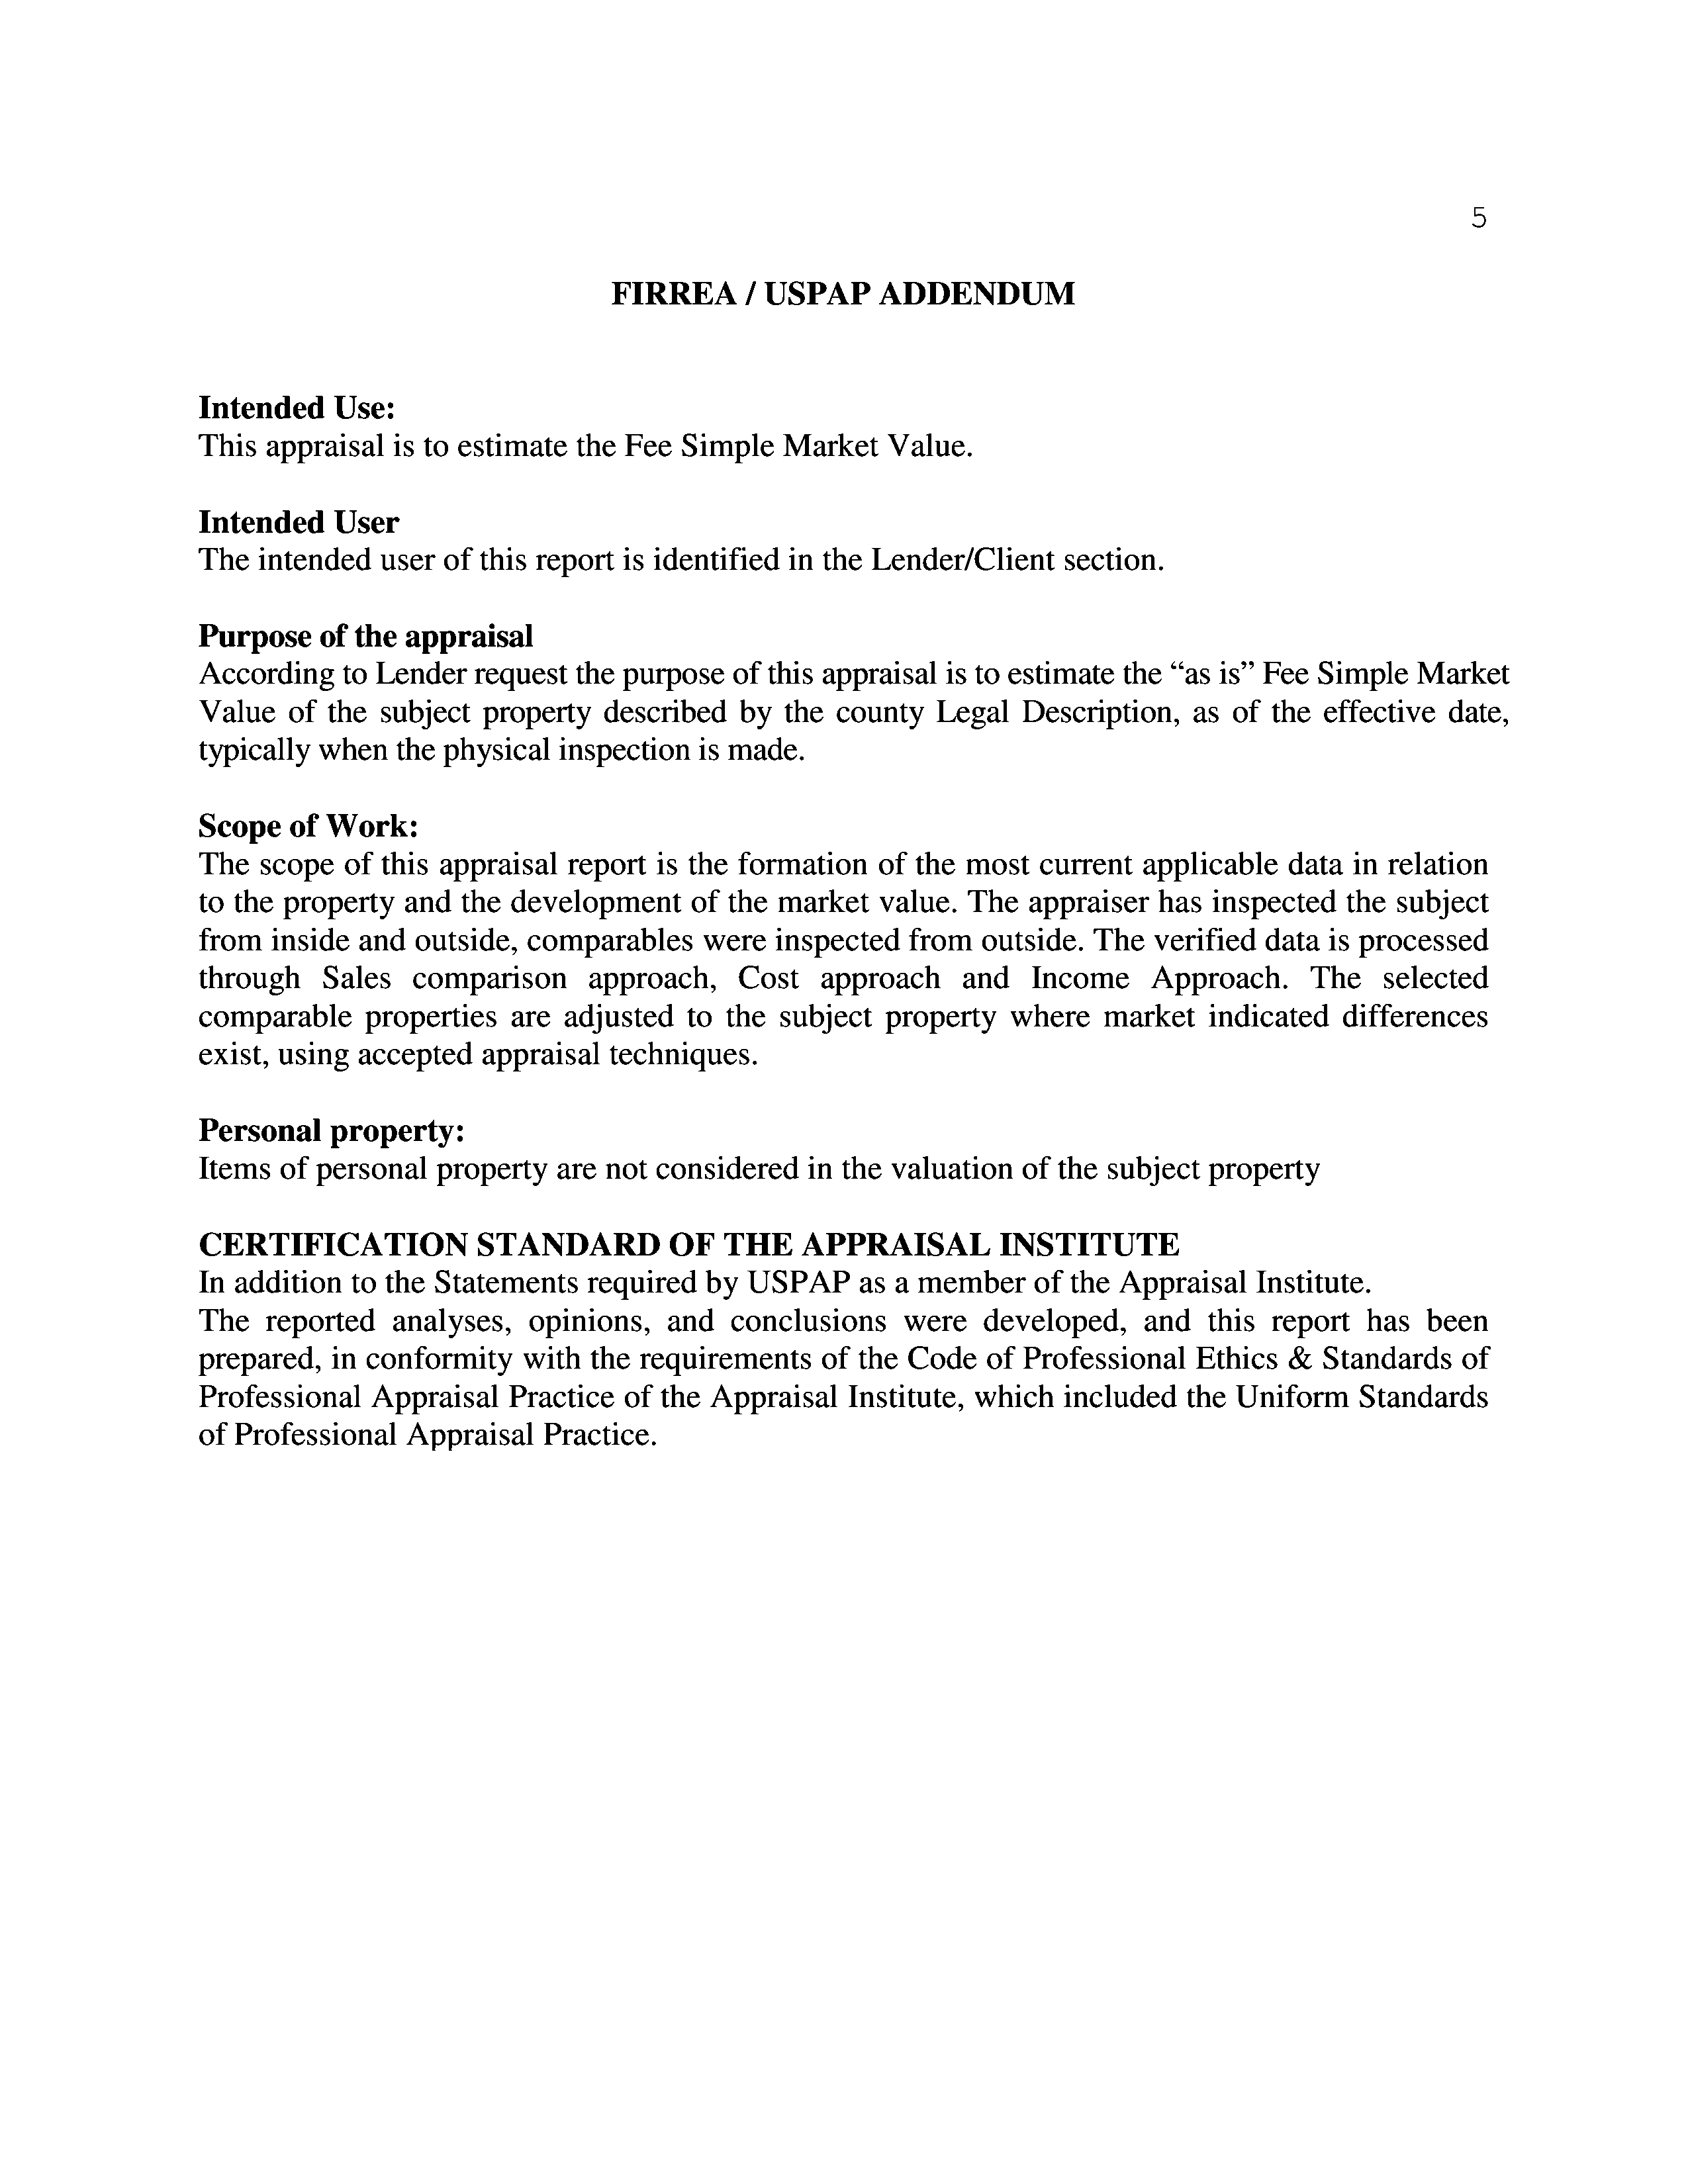 5
FIRREA / USPAP ADDENDUM
Intended Use:
This appraisal is to estimate the Fee Simple Market Value.
Intended User
The intended user of this report is identified in the Lender/Client section.
Purpose of the appraisal
According to Lender request the purpose of this appraisal is to estimate the “as is” Fee Simple Market
Value of the subject property described by the county Legal Description, as of the effective date,
typically when the physical inspection is made.
Scope of Work:
The scope of this appraisal report is the formation of the most current applicable data in relation
to the property and the development of the market value. The appraiser has inspected the subject
from inside and outside, comparables were inspected from outside. The verified data is processed
through Sales comparison approach, Cost approach and Income Approach. The selected
comparable properties are adjusted to the subject property where market indicated differences
exist, using accepted appraisal techniques.
Personal property:
Items of personal property are not considered in the valuation of the subject property
CERTIFICATION STANDARD OF THE APPRAISAL INSTITUTE
In addition to the Statements required by USPAP as a member of the Appraisal Institute.
The reported analyses, opinions, and conclusions were developed, and this report has been
prepared, in conformity with the requirements of the Code of Professional Ethics & Standards of
Professional Appraisal Practice of the Appraisal Institute, which included the Uniform Standards
of Professional Appraisal Practice.